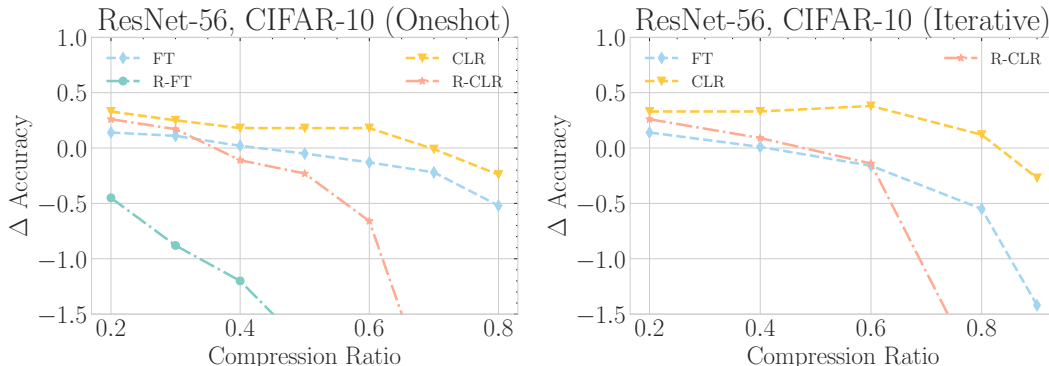 ResNet-56, CIFAR-10 (Oneshot)
1.0
0.5
0.0
−0.5
−1.0
−1.5
Δ Accuracy
FT
R-FT
CLR
R-CLR
0.2
0.4
0.6
0.8
Compression Ratio
ResNet-56, CIFAR-10 (Iterative)
1.0
0.5
0.0
−0.5
−1.0
−1.5
Δ Accuracy
FT
CLR
R-CLR
0.2
0.4
0.6
0.8
Compression Ratio